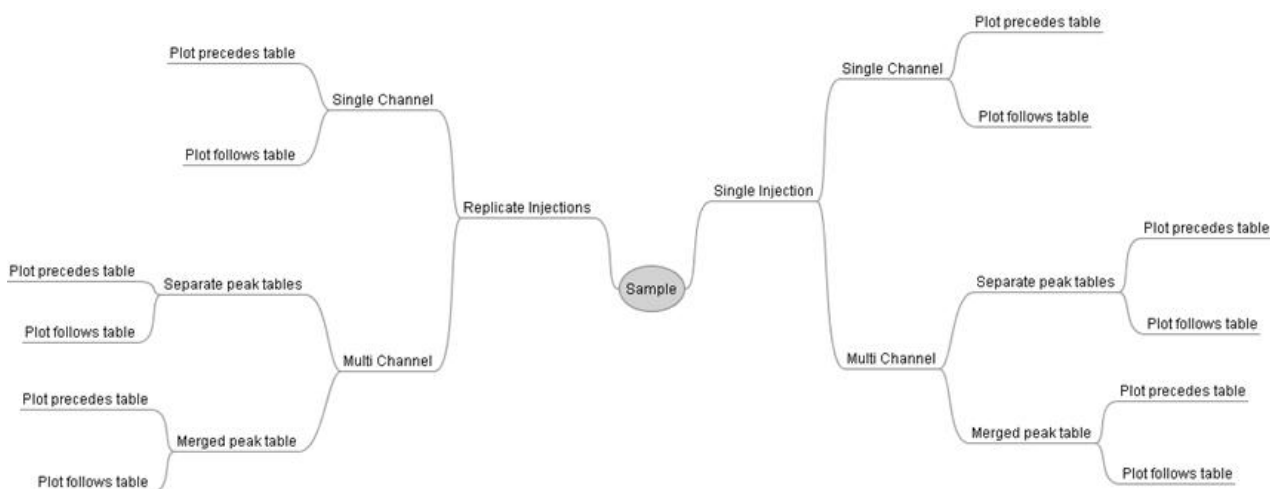 Plot precedes table
Single Channel
Plot follows table
Replicate Injections
Plot precedes table
Separate peak tables
Plot follows table
Multi Channel
Plot precedes table
Merged peak table
Plot follows table
Sample
Plot precedes table
Single Channel
Plot follows table
Single Injection
Plot precedes table
Separate peak tables
Plot follows table
Multi Channel
Plot precedes table
Merged peak table
Plot follows table